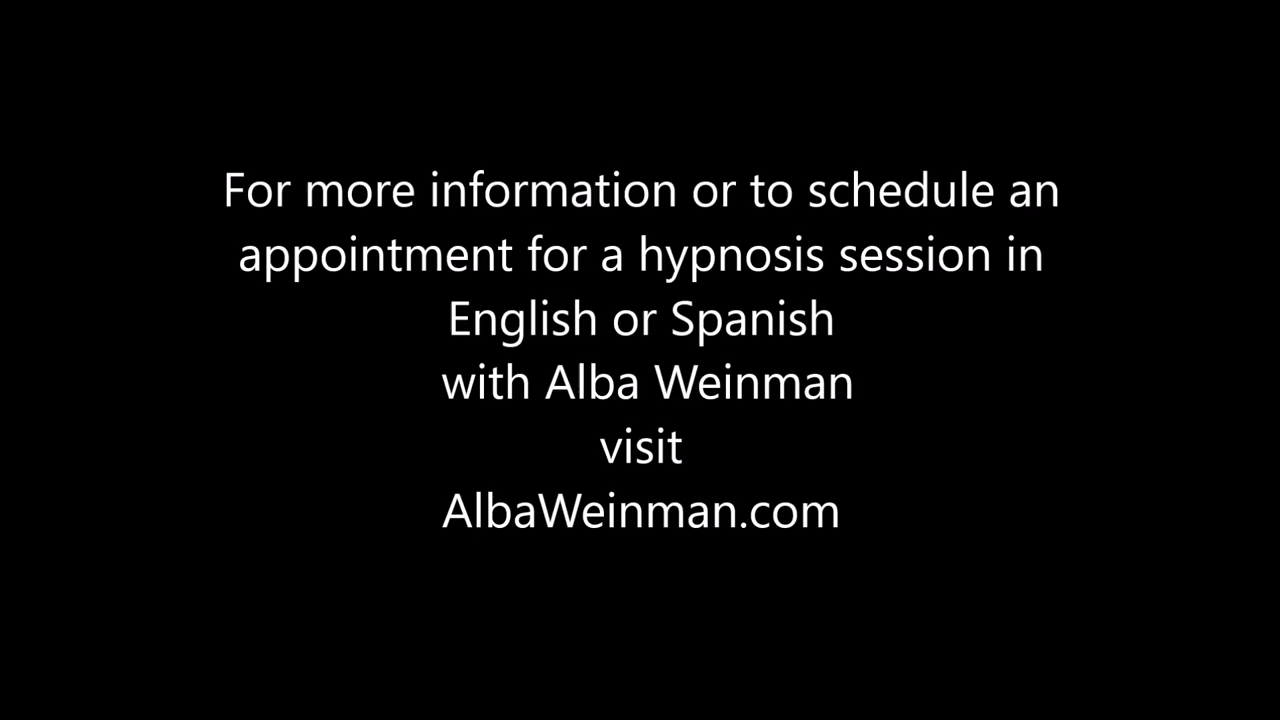 For more information or to schedule an
appointment for a hypnosis session in
English or Spanish
with Alba Weinman
visit
AlbaWeinman.com